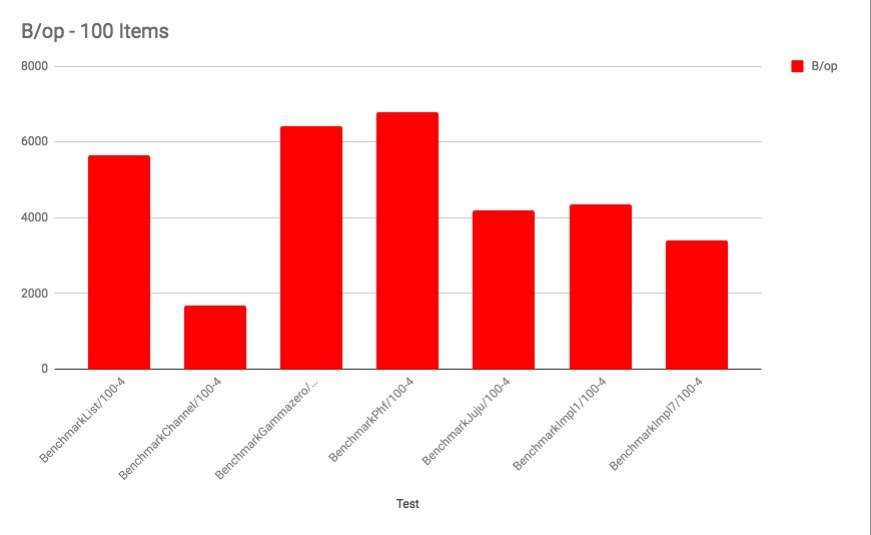 B/op - 100 Items
B/op
8000
6000
4000
2000
0
BenchmarkList/100-4
BenchmarkChannel/100-4
BenchmarkGammazero/...
BenchmarkPhf/100-4
BenchmarkJuju/100-4
BenchmarkImpl1/100-4
BenchmarkImpl7/100-4
Test